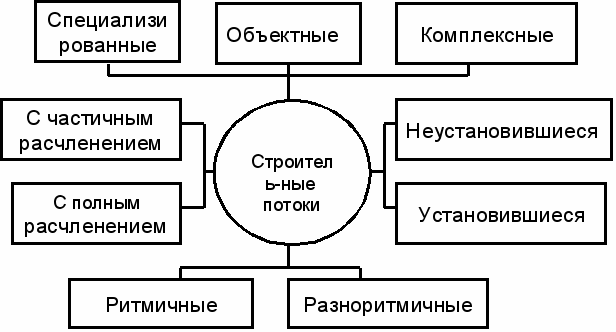 Специализи
рованные
Объектные
Комплексные
С частичным
расчленением
Неустановившиеся
Строител
ь-ные
потоки
С полным
расчленением
Установившиеся
Ритмичные
Разноритмичные